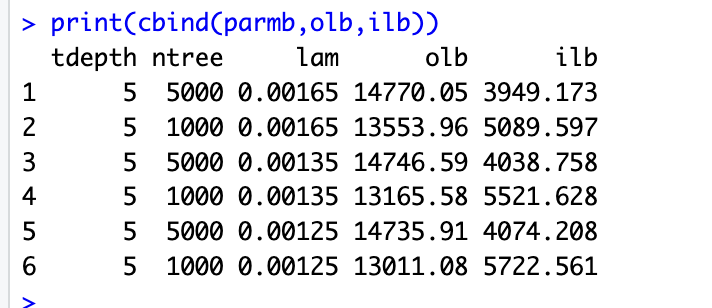 > print(cbind(parmb,olb,ilb))
  tdepth ntree     lam      olb      ilb
1      5  5000 0.00165 14770.05 3949.173
2      5  1000 0.00165 13553.96 5089.597
3      5  5000 0.00135 14746.59 4038.758
4      5  1000 0.00135 13165.58 5521.628
5      5  5000 0.00125 14735.91 4074.208
6      5  1000 0.00125 13011.08 5722.561
>